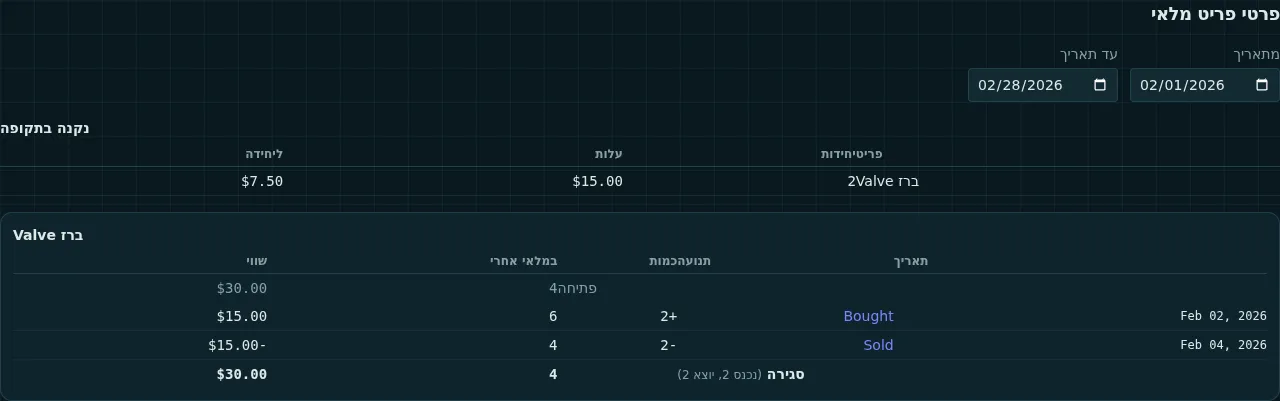 פרטי פריט מלאי
מתאריך עד תאריך
02/01/2026 02/28/2026
נקנה בתקופה
פריט יחידות עלות ליחידה
ברז Valve 2 $15.00 $7.50
ברז Valve
תאריך תנועה כמות במלאי אחרי שווי
פתיחה 4 $30.00
Feb 02, 2026 Bought 2+ 6 $15.00
Feb 04, 2026 Sold 2- 4 $15.00-
סגירה (נכנס 2, יוצא 2) 4 $30.00